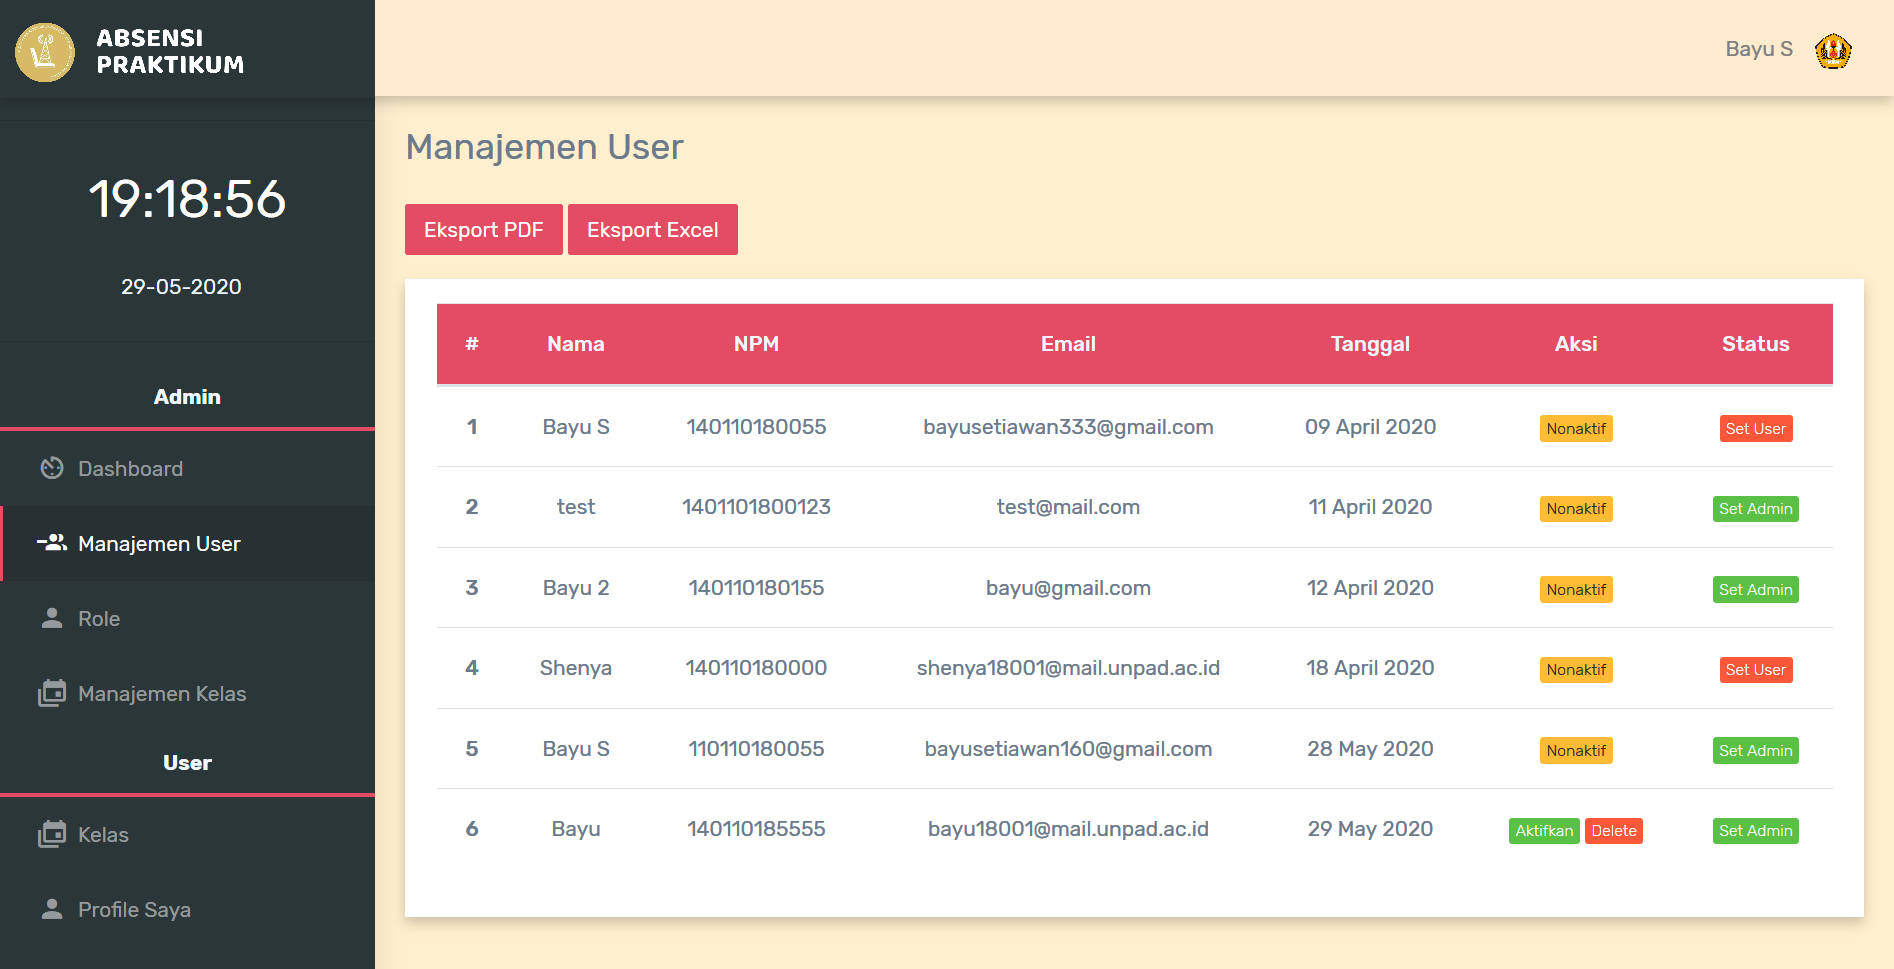 ABSENSI
PRAKTIKUM
Bayu S
19:18:56
29-05-2020
Admin
Dashboard
Manajemen User
Role
Manajemen Kelas
User
Kelas
Profile Saya
Manajemen User
Eksport PDF Eksport Excel
# Nama NPM Email Tanggal Aksi Status
1 Bayu S 140110180055 bayusetiawan333@gmail.com 09 April 2020 Nonaktif Set User
2 test 1401101800123 test@mail.com 11 April 2020 Nonaktif Set Admin
3 Bayu 2 140110180155 bayu@gmail.com 12 April 2020 Nonaktif Set Admin
4 Shenya 140110180000 shenya18001@mail.unpad.ac.id 18 April 2020 Nonaktif Set User
5 Bayu S 110110180055 bayusetiawan160@gmail.com 28 May 2020 Nonaktif Set Admin
6 Bayu 140110185555 bayu18001@mail.unpad.ac.id 29 May 2020 Aktifkan Delete Set Admin